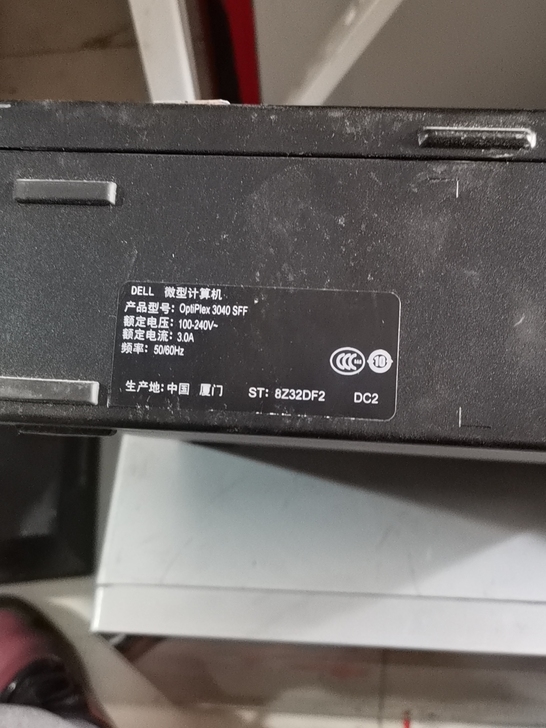 DELL 微型计算机
产品型号: OptiPlex 3040 SFF
额定电压: 100-240V~
额定电流: 3.0A
频率: 50/60Hz
10
生产地: 中国 厦门 ST: 8Z32DF2 DC2